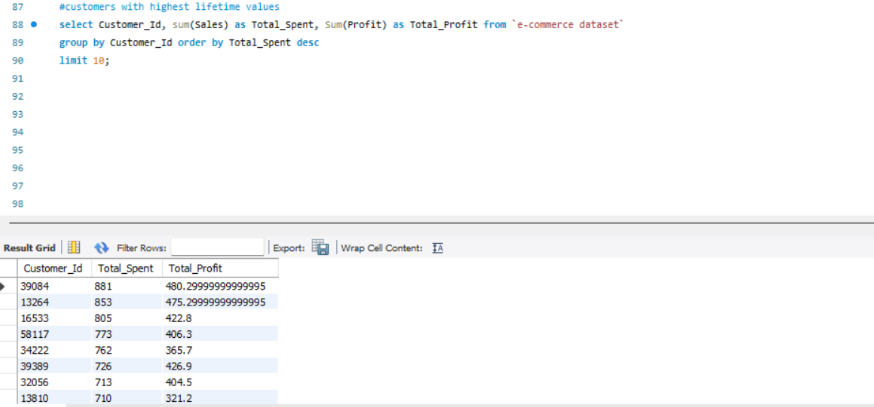 87 #customers with highest lifetime values
88 select Customer_Id, sum(Sales) as Total_Spent, Sum(Profit) as Total_Profit from `e-commerce dataset`
89 group by Customer_Id order by Total_Spent desc
90 limit 10;
91
92
93
94
95
96
97
98
Result Grid Filter Rows: Export: Wrap Cell Content:
Customer_Id Total_Spent Total_Profit
39084 881 480.29999999999995
13264 853 475.29999999999995
16533 805 422.8
58117 773 406.3
34222 762 365.7
39389 726 426.9
32056 713 404.5
13810 710 321.2